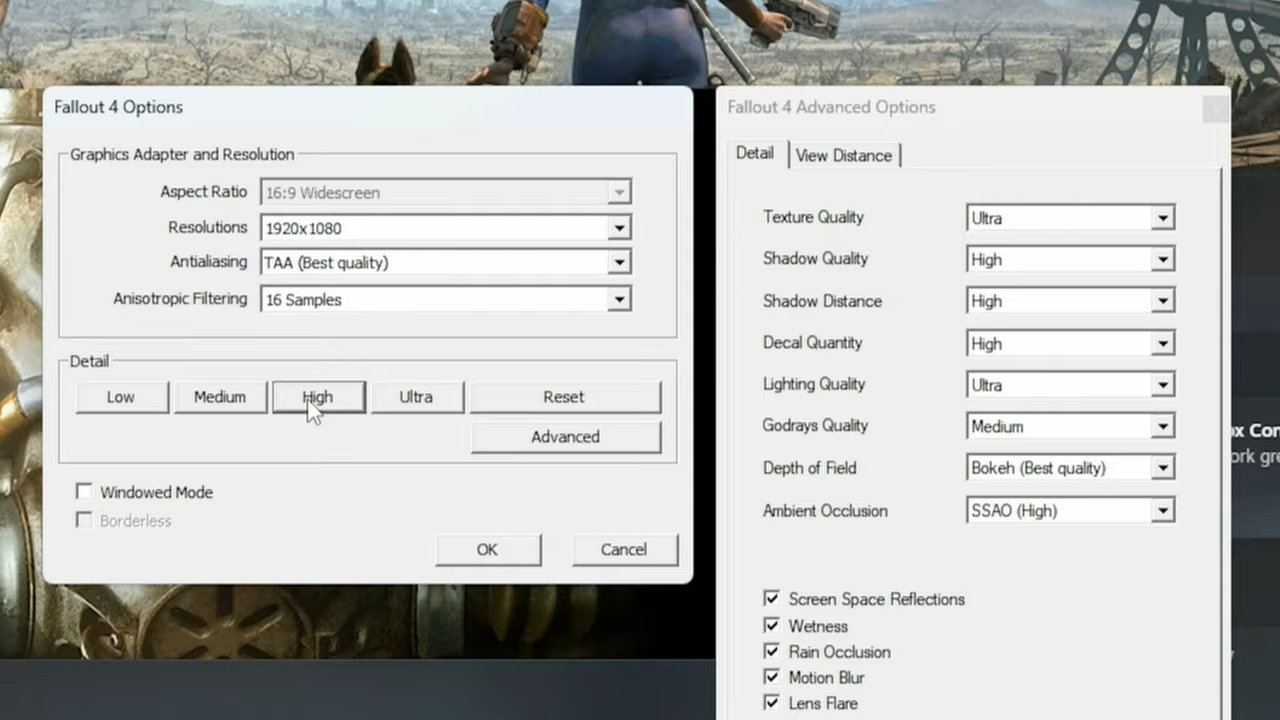 Fallout 4 Options
Graphics Adapter and Resolution
Aspect Ratio 16:9 Widescreen
Resolutions 1920x1080
Antialiasing TAA (Best quality)
Anisotropic Filtering 16 Samples
Detail
Low Medium High Ultra Reset
Advanced
Windowed Mode
Borderless
OK Cancel
Fallout 4 Advanced Options
Detail View Distance
Texture Quality Ultra
Shadow Quality High
Shadow Distance High
Decal Quantity High
Lighting Quality Ultra
Godrays Quality Medium
Depth of Field Bokeh (Best quality)
Ambient Occlusion SSAO (High)
Screen Space Reflections
Wetness
Rain Occlusion
Motion Blur
Lens Flare